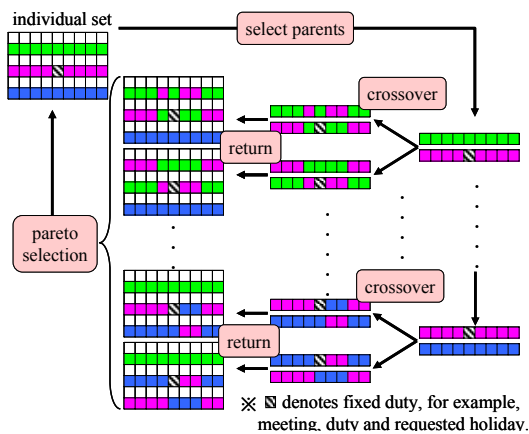 individual set
select parents
crossover
return
pareto
selection
crossover
return
※ denotes fixed duty, for example,
meeting, duty and requested holiday.